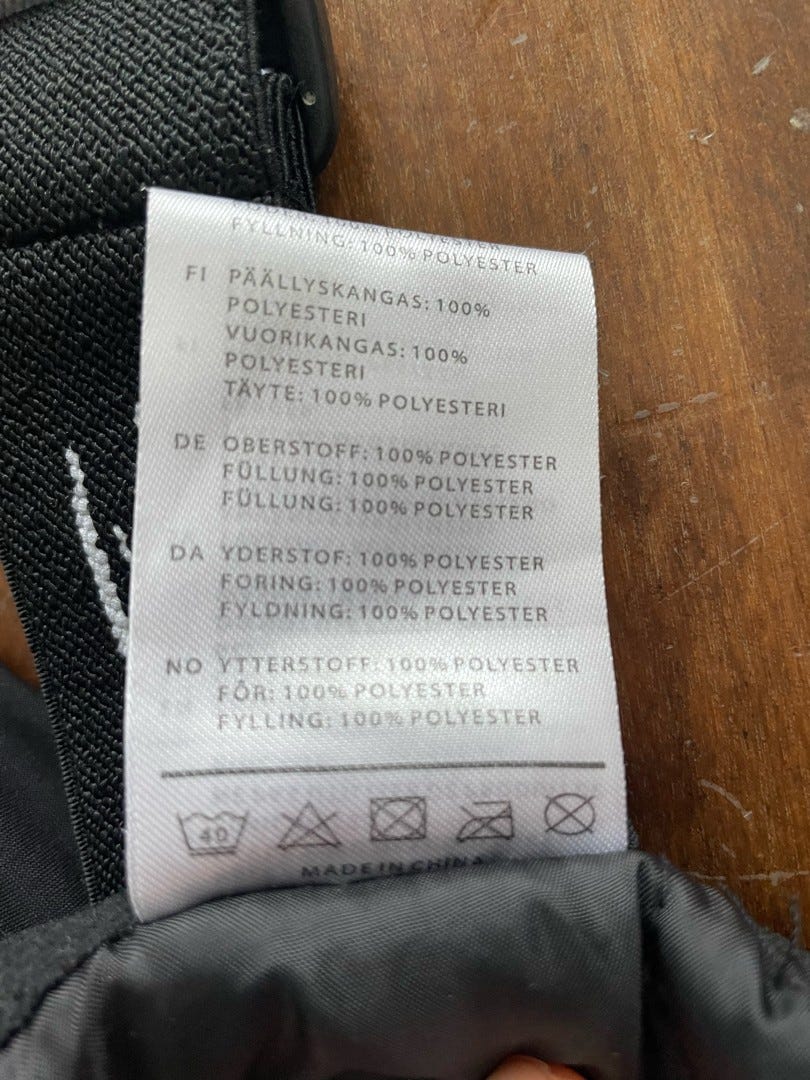 FYLLNING: 100% POLYESTER
FI PÄÄLLYSKANGAS: 100%
POLYESTERI
VUORIKANGAS: 100%
POLYESTERI
TÄYTE: 100% POLYESTERI
DE OBERSTOFF: 100% POLYESTER
FÜLLUNG: 100% POLYESTER
FÜLLUNG: 100% POLYESTER
DA YDERSTOF: 100% POLYESTER
FORING: 100% POLYESTER
FYLDNING: 100% POLYESTER
NO YTTERSTOFF: 100% POLYESTER
FÔR: 100% POLYESTER
FYLLING: 100% POLYESTER
40
MADE IN CHINA